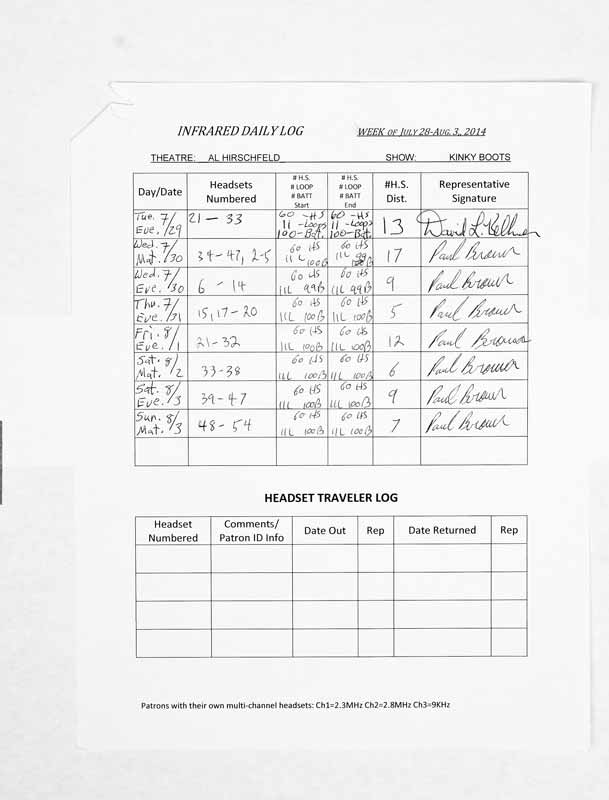 INFRARED DAILY LOG WEEK OF JULY 28-AUG. 3, 2014
THEATRE: AL HIRSCHFELD SHOW: KINKY BOOTS
Day/Date Headsets Numbered # H.S. # LOOP # BATT Start # H.S. # LOOP # BATT End #H.S. Dist. Representative Signature
Tue. 7/29 Eve. 21 - 33 60 - HS 11 - Loops 100 - Bat. 60 - HS 11 - Loops 100 - Bat. 13 David L. Kellman
Wed. 7/30 Mat. 34-47, 2-5 60 HS 11L 100B 60 HS 11L 99 B 17 Paul Brown
Wed. 7/30 Eve. 6 - 14 60 HS 11L 99B 60 HS 11L 99B 9 Paul Brown
Thu. 7/31 Eve. 15, 17 - 20 60 HS 11L 100B 60 HS 11L 100B 5 Paul Brown
Fri. 8/1 Eve. 21-32 60 HS 11L 100B 60 HS 11L 100B 12 Paul Brown
Sat. 8/2 Mat. 33-38 60 HS 11L 100B 60 HS 11L 100B 6 Paul Brown
Sat. 8/3 Eve. 39-47 60 HS 11L 100B 60 HS 11L 100B 9 Paul Brown
Sun. 8/3 Mat. 48-54 60 HS 11L 100B 60 HS 11L 100B 7 Paul Brown
HEADSET TRAVELER LOG
Headset Numbered Comments/ Patron ID Info Date Out Rep Date Returned Rep
Patrons with their own multi-channel headsets: Ch1=2.3MHz Ch2=2.8MHz Ch3=9KHz